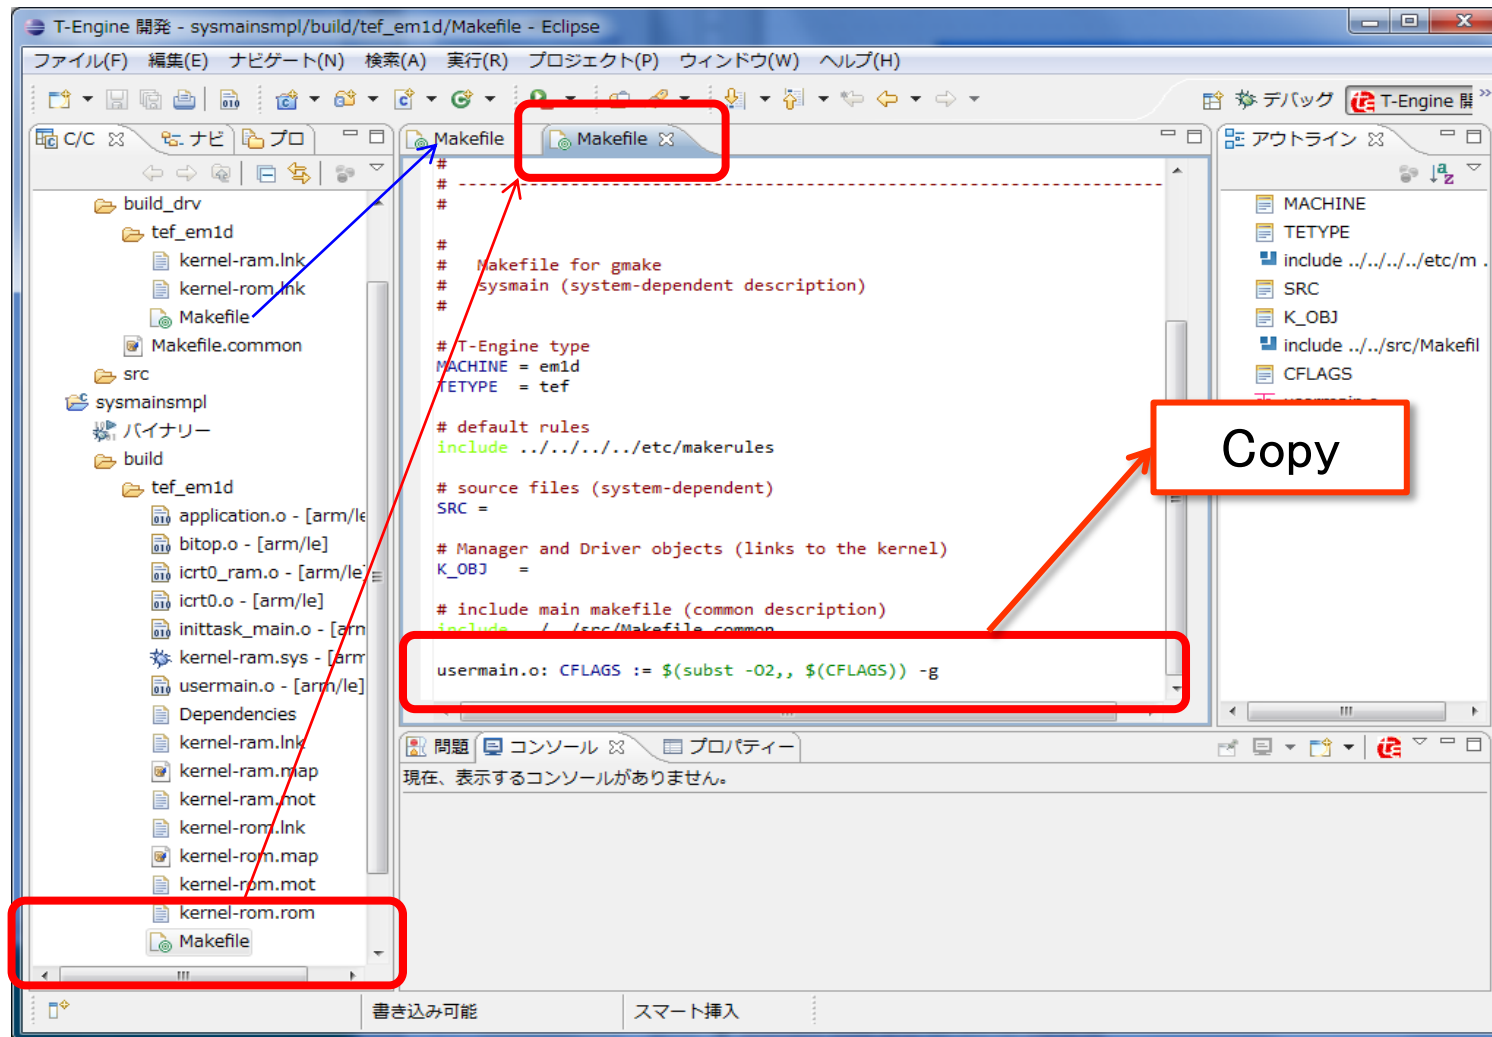 T-Engine 開発 - sysmainsmpl/build/tef_em1d/Makefile - Eclipse
ファイル(F) 編集(E) ナビゲート(N) 検索(A) 実行(R) プロジェクト(P) ウィンドウ(W) ヘルプ(H)
デバッグ T-Engine 開
C/C ナビ プロ
build_drv
tef_em1d
kernel-ram.lnk
kernel-rom.lnk
Makefile
Makefile.common
src
sysmainsmpl
バイナリー
build
tef_em1d
application.o - [arm/le
bitop.o - [arm/le]
icrt0_ram.o - [arm/le
icrt0.o - [arm/le]
inittask_main.o - [arm
kernel-ram.sys - [arm
usermain.o - [arm/le]
Dependencies
kernel-ram.lnk
kernel-ram.map
kernel-ram.mot
kernel-rom.lnk
kernel-rom.map
kernel-rom.mot
kernel-rom.rom
Makefile
Makefile Makefile
#
# ----------------------------------------------------------------------
#
#
# Makefile for gmake
# sysmain (system-dependent description)
#
# T-Engine type
MACHINE = em1d
TETYPE = tef
# default rules
include ../../../../etc/makerules
# source files (system-dependent)
SRC =
# Manager and Driver objects (links to the kernel)
K_OBJ =
# include main makefile (common description)
include ../../src/Makefile.common
usermain.o: CFLAGS := $(subst -O2,, $(CFLAGS)) -g
アウトライン
MACHINE
TETYPE
include ../../../../etc/m
SRC
K_OBJ
include ../../src/Makefil
CFLAGS
usermain.o
Copy
問題 コンソール プロパティー
現在、表示するコンソールがありません。
書き込み可能 スマート挿入